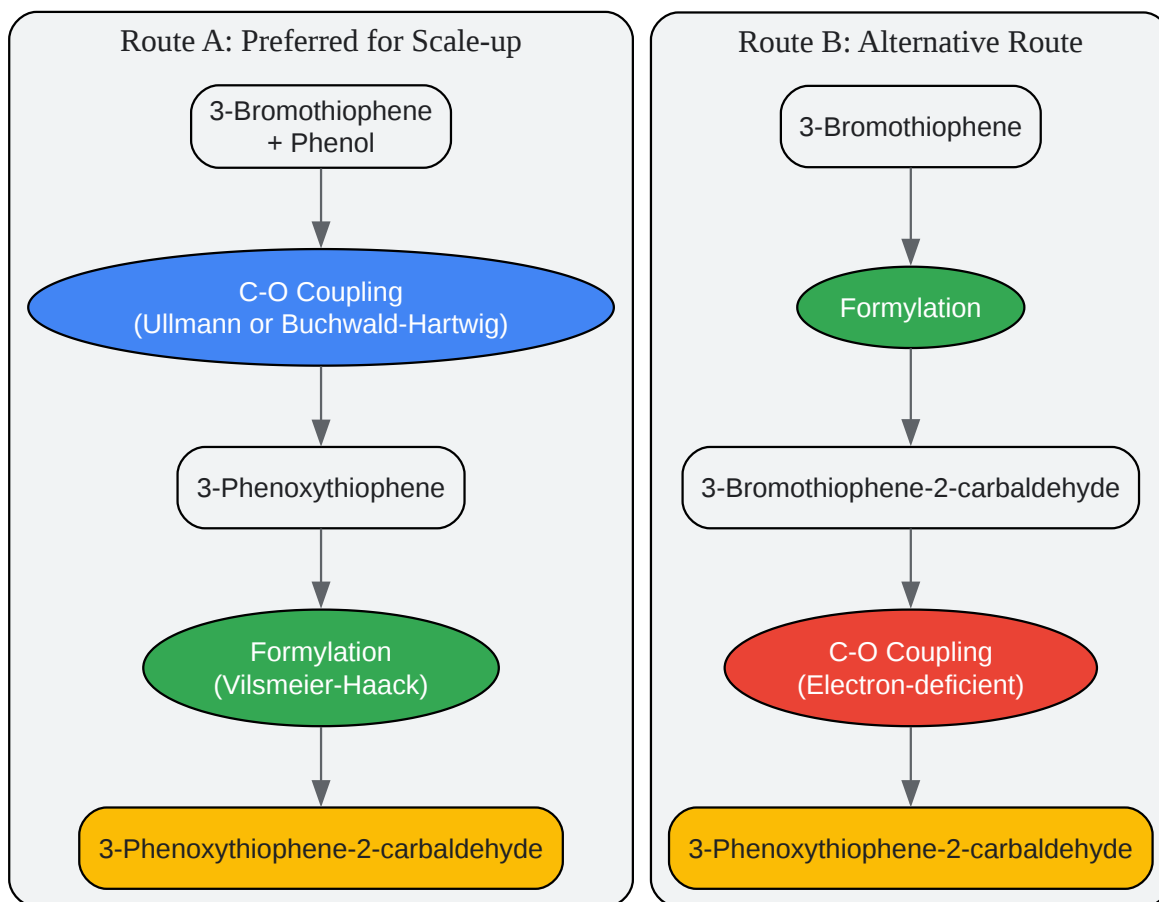 Route A: Preferred for Scale-up
3-Bromothiophene
+ Phenol
C-O Coupling
(Ullmann or Buchwald-Hartwig)
3-Phenoxythiophene
Formylation
(Vilsmeier-Haack)
3-Phenoxythiophene-2-carbaldehyde
Route B: Alternative Route
3-Bromothiophene
Formylation
3-Bromothiophene-2-carbaldehyde
C-O Coupling
(Electron-deficient)
3-Phenoxythiophene-2-carbaldehyde